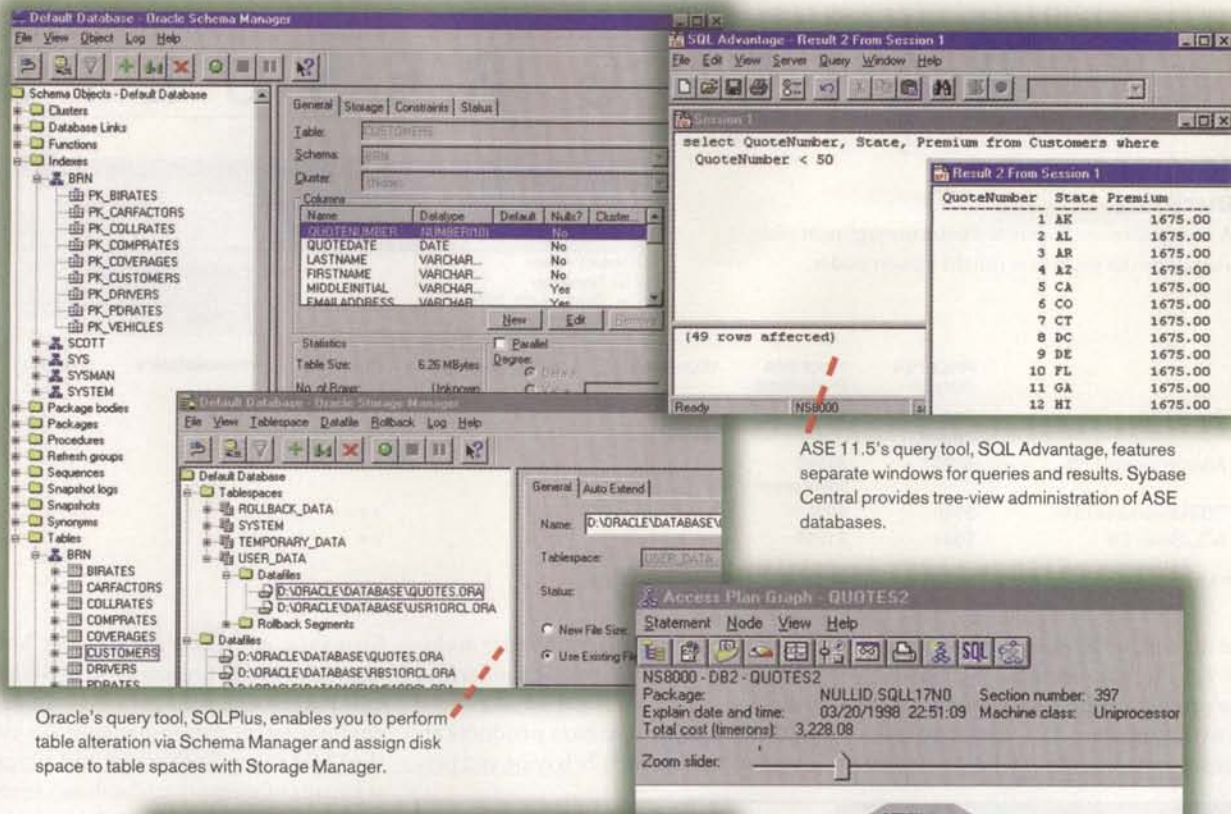 Default Database - Oracle Schema Manager
File View Object Log Help
Schema Objects - Default Database
Clusters
Database Links
Functions
Indexes
BRN
PK_BIRATES
PK_CARFACTORS
PK_COLLRATES
PK_COMPRATES
PK_COVERAGES
PK_CUSTOMERS
PK_DRIVERS
PK_PDRATES
PK_VEHICLES
SCOTT
SYS
SYSMAN
SYSTEM
Package bodies
Packages
Procedures
Refresh groups
Sequences
Snapshot logs
Snapshots
Synonyms
Tables
BRN
BIRATES
CARFACTORS
COLLRATES
COMPRATES
COVERAGES
CUSTOMERS
DRIVERS
PDRATES
General Storage Constraints Status
Table: CUSTOMERS
Schema: BRN
Cluster: Unknown
Columns
Name Datatype Default Nulls? Cluster...
QUOTENUMBER NUMBER(10) No
QUOTEDATE DATE No
LASTNAME VARCHAR... No
FIRSTNAME VARCHAR... No
MIDDLEINITIAL VARCHAR... Yes
EMAILADDRESS VARCHAR... Yes
New Edit Remove
Statistics
Table Size: 6.26 MBytes
No. of Rows: Unknown
Parallel
Degree:
Default
Value:
Default Database - Oracle Storage Manager
File View Tablespace Datafile Rollback Log Help
Default Database
Tablespaces
ROLLBACK_DATA
SYSTEM
TEMPORARY_DATA
USER_DATA
Datafiles
D:\ORACLE\DATABASE\QUOTES.ORA
D:\ORACLE\DATABASE\USR1ORCL.ORA
Rollback Segments
Datafiles
D:\ORACLE\DATABASE\QUOTES.ORA
D:\ORACLE\DATABASE\RBS1ORCL.ORA
General Auto Extend
Name: D:\ORACLE\DATABASE\
Tablespace: USER_DATA
Status:
New File Size:
Use Existing File
Oracle's query tool, SQLPlus, enables you to perform
table alteration via Schema Manager and assign disk
space to table spaces with Storage Manager.
SQL Advantage - Result 2 From Session 1
File Edit View Server Query Window Help
Session 1
select QuoteNumber, State, Premium from Customers where
QuoteNumber < 50
(49 rows affected)
Ready NS8000
Result 2 From Session 1
QuoteNumber State Premium
1 AK 1675.00
2 AL 1675.00
3 AR 1675.00
4 AZ 1675.00
5 CA 1675.00
6 CO 1675.00
7 CT 1675.00
8 DC 1675.00
9 DE 1675.00
10 FL 1675.00
11 GA 1675.00
12 HI 1675.00
ASE 11.5's query tool, SQL Advantage, features
separate windows for queries and results. Sybase
Central provides tree-view administration of ASE
databases.
Access Plan Graph - QUOTES2
Statement Node View Help
SQL
NS8000 - DB2 - QUOTES2
Package: NULLID.SQLL17N0 Section number: 397
Explain date and time: 03/20/1998 22:51:09 Machine class: Uniprocessor
Total cost (timerons): 3,228.08
Zoom slider: